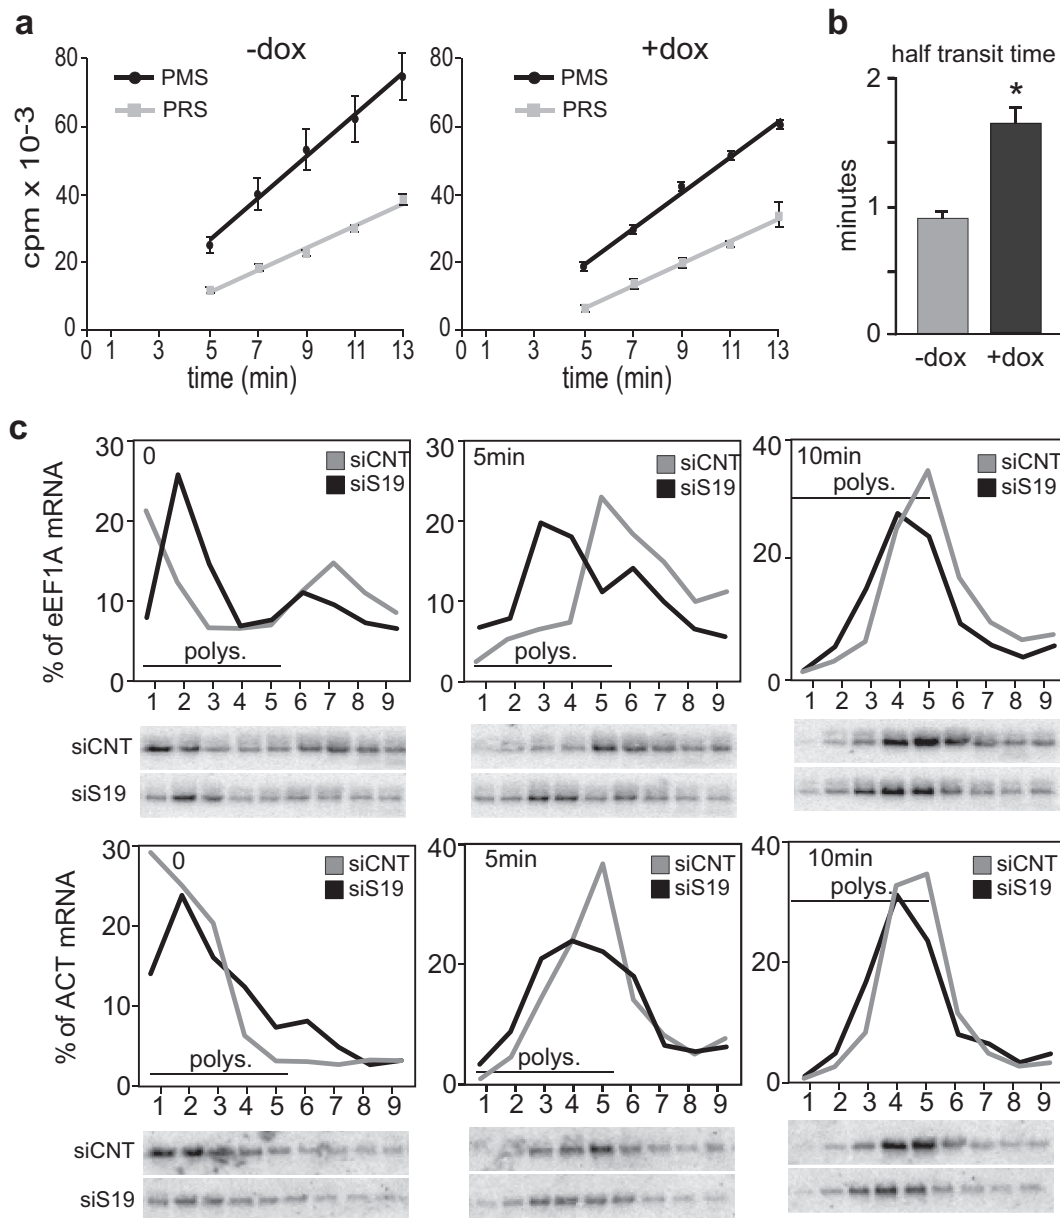 a
-dox
+dox
80
60
40
20
0
cpm x 10-3
PMS
PRS
0 1 3 5 7 9 11 13
time (min)
80
60
40
20
0
PMS
PRS
0 1 3 5 7 9 11 13
time (min)
b
half transit time
2
1
0
minutes
*
-dox +dox
c
% of eEF1A mRNA
30
20
10
0
0
siCNT
siS19
polys.
1 2 3 4 5 6 7 8 9
30
20
10
0
5min
siCNT
siS19
polys.
1 2 3 4 5 6 7 8 9
40
20
0
10min
polys.
siCNT
siS19
1 2 3 4 5 6 7 8 9
siCNT
siS19
% of ACT mRNA
30
20
10
0
0
siCNT
siS19
polys.
1 2 3 4 5 6 7 8 9
40
20
0
5min
siCNT
siS19
polys.
1 2 3 4 5 6 7 8 9
40
20
0
10min
polys.
siCNT
siS19
1 2 3 4 5 6 7 8 9
siCNT
siS19